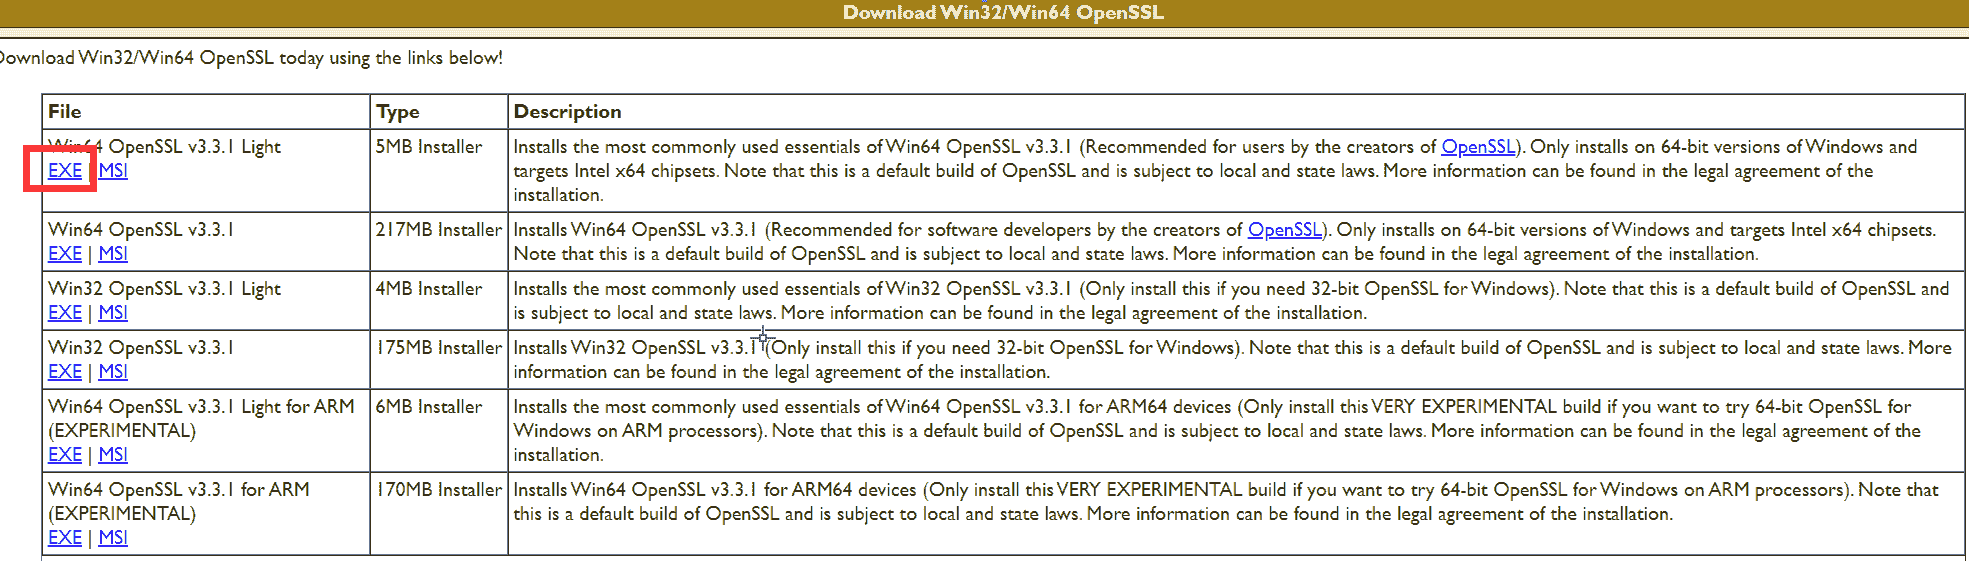 Download Win32/Win64 OpenSSL
Download Win32/Win64 OpenSSL today using the links below!
File Type Description
Win64 OpenSSL v3.3.1 Light 5MB Installer Installs the most commonly used essentials of Win64 OpenSSL v3.3.1 (Recommended for users by the creators of OpenSSL). Only installs on 64-bit versions of Windows and
EXE | MSI targets Intel x64 chipsets. Note that this is a default build of OpenSSL and is subject to local and state laws. More information can be found in the legal agreement of the
installation.
Win64 OpenSSL v3.3.1 217MB Installer Installs Win64 OpenSSL v3.3.1 (Recommended for software developers by the creators of OpenSSL). Only installs on 64-bit versions of Windows and targets Intel x64 chipsets.
EXE | MSI Note that this is a default build of OpenSSL and is subject to local and state laws. More information can be found in the legal agreement of the installation.
Win32 OpenSSL v3.3.1 Light 4MB Installer Installs the most commonly used essentials of Win32 OpenSSL v3.3.1 (Only install this if you need 32-bit OpenSSL for Windows). Note that this is a default build of OpenSSL and
EXE | MSI is subject to local and state laws. More information can be found in the legal agreement of the installation.
Win32 OpenSSL v3.3.1 175MB Installer Installs Win32 OpenSSL v3.3.1 (Only install this if you need 32-bit OpenSSL for Windows). Note that this is a default build of OpenSSL and is subject to local and state laws. More
EXE | MSI information can be found in the legal agreement of the installation.
Win64 OpenSSL v3.3.1 Light for ARM 6MB Installer Installs the most commonly used essentials of Win64 OpenSSL v3.3.1 for ARM64 devices (Only install this VERY EXPERIMENTAL build if you want to try 64-bit OpenSSL for
(EXPERIMENTAL) Windows on ARM processors). Note that this is a default build of OpenSSL and is subject to local and state laws. More information can be found in the legal agreement of the
EXE | MSI installation.
Win64 OpenSSL v3.3.1 for ARM 170MB Installer Installs Win64 OpenSSL v3.3.1 for ARM64 devices (Only install this VERY EXPERIMENTAL build if you want to try 64-bit OpenSSL for Windows on ARM processors). Note that
(EXPERIMENTAL) this is a default build of OpenSSL and is subject to local and state laws. More information can be found in the legal agreement of the installation.
EXE | MSI